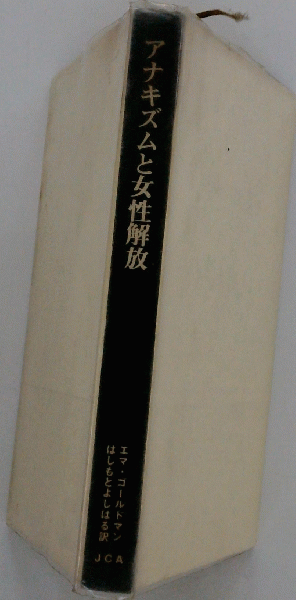 アナキズムと女性解放
エマ・ゴールドマン
はしもとよしはる訳
JCA